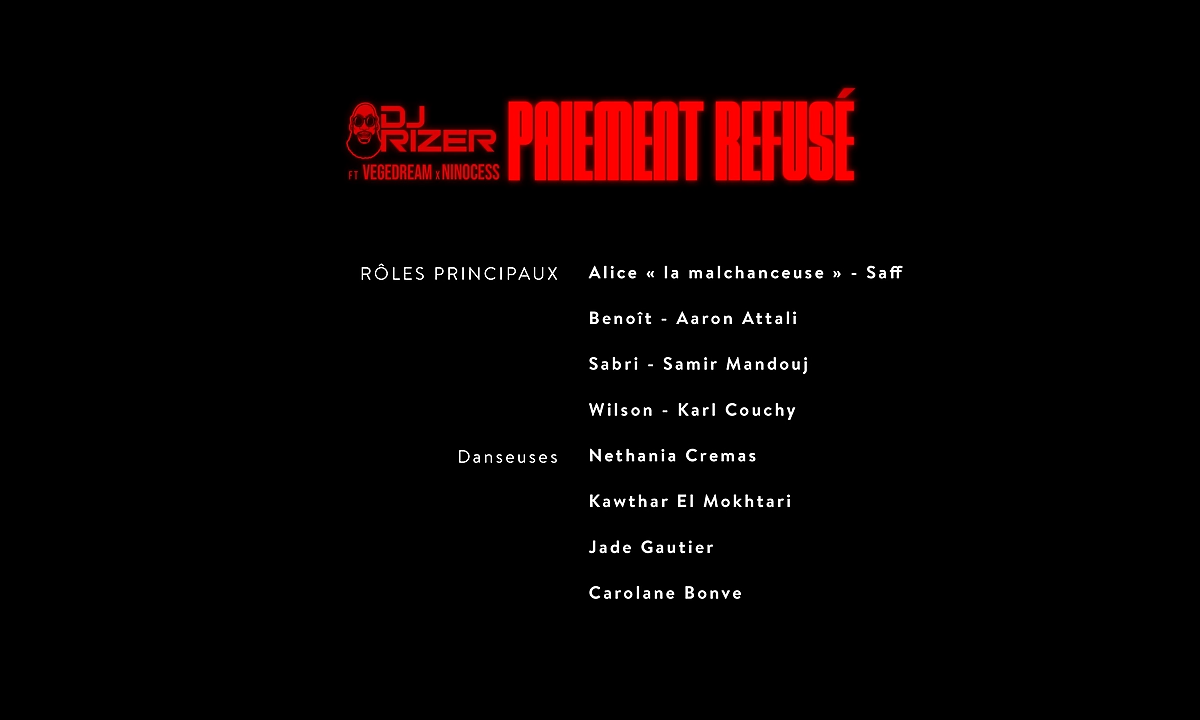 DJ RIZER
FT VEGEDREAM x NINOCESS
PAIEMENT REFUSÉ
RÔLES PRINCIPAUX Alice « la malchanceuse » - Saff
Benoît - Aaron Attali
Sabri - Samir Mandouj
Wilson - Karl Couchy
Danseuses Nethania Cremas
Kawthar El Mokhtari
Jade Gautier
Carolane Bonve